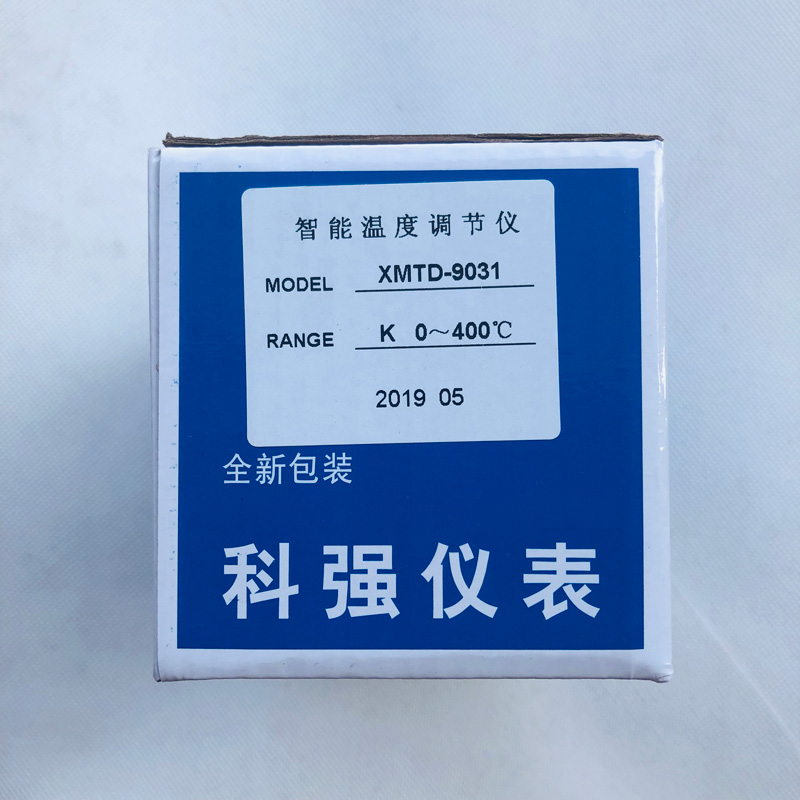 智能温度调节仪
MODEL XMTD-9031
RANGE K 0～400℃
2019 05
全新包装
科强仪表